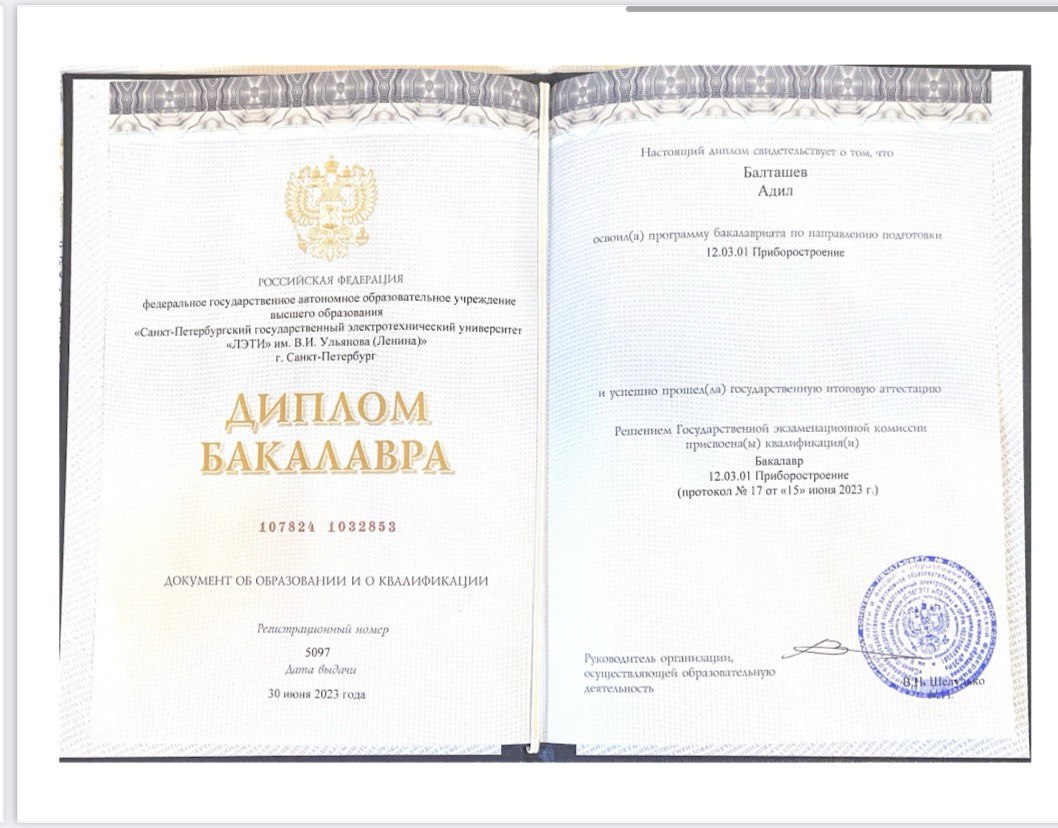 РОССИЙСКАЯ ФЕДЕРАЦИЯ
федеральное государственное автономное образовательное учреждение
высшего образования
«Санкт-Петербургский государственный электротехнический университет
«ЛЭТИ» им. В.И. Ульянова (Ленина)»
г. Санкт-Петербург
ДИПЛОМ
БАКАЛАВРА
107824 1032853
ДОКУМЕНТ ОБ ОБРАЗОВАНИИ И О КВАЛИФИКАЦИИ
Регистрационный номер
5097
Дата выдачи
30 июня 2023 года
Настоящий диплом свидетельствует о том, что
Балташев
Адил
освоил(а) программу бакалавриата по направлению подготовки
12.03.01 Приборостроение
и успешно прошел(ла) государственную итоговую аттестацию
Решением Государственной экзаменационной комиссии
присвоена(ы) квалификация(и)
Бакалавр
12.03.01 Приборостроение
(протокол № 17 от «15» июня 2023 г.)
Руководитель организации,
осуществляющей образовательную
деятельность
В.Н. Шелудько
М.П.